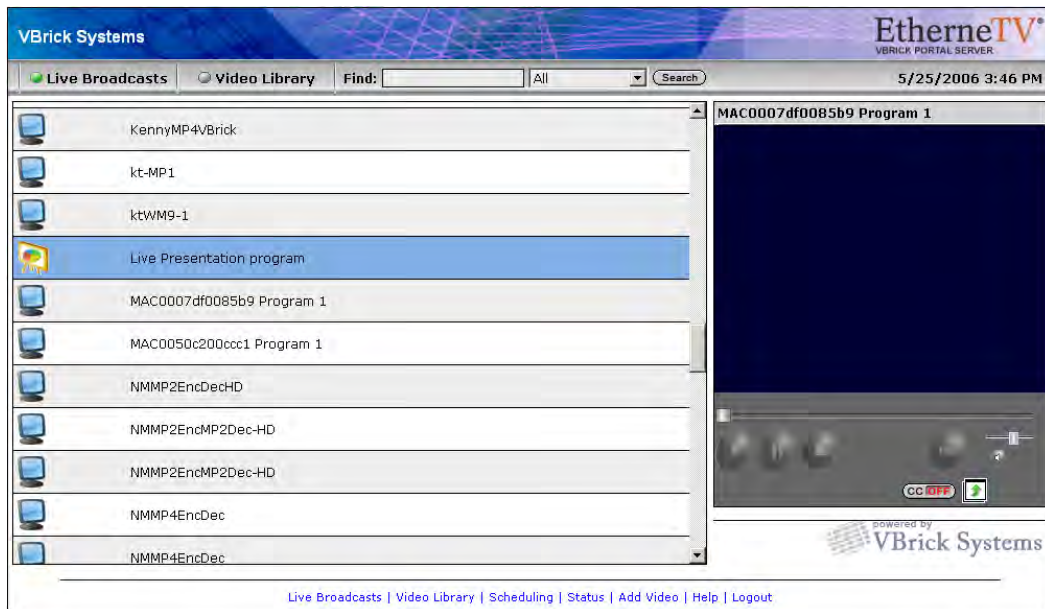 VBrick Systems
EtherneTV®
VBRICK PORTAL SERVER
Live Broadcasts Video Library Find: All Search 5/25/2006 3:46 PM
KennyMP4VBrick
kt-MP1
ktWM9-1
Live Presentation program
MAC0007df0085b9 Program 1
MAC0050c200ccc1 Program 1
NMMP2EncDecHD
NMMP2EncMP2Dec-HD
NMMP2EncMP2Dec-HD
NMMP4EncDec
NMMP4EncDec
MAC0007df0085b9 Program 1
CC OFF
powered by
VBrick Systems
Live Broadcasts | Video Library | Scheduling | Status | Add Video | Help | Logout